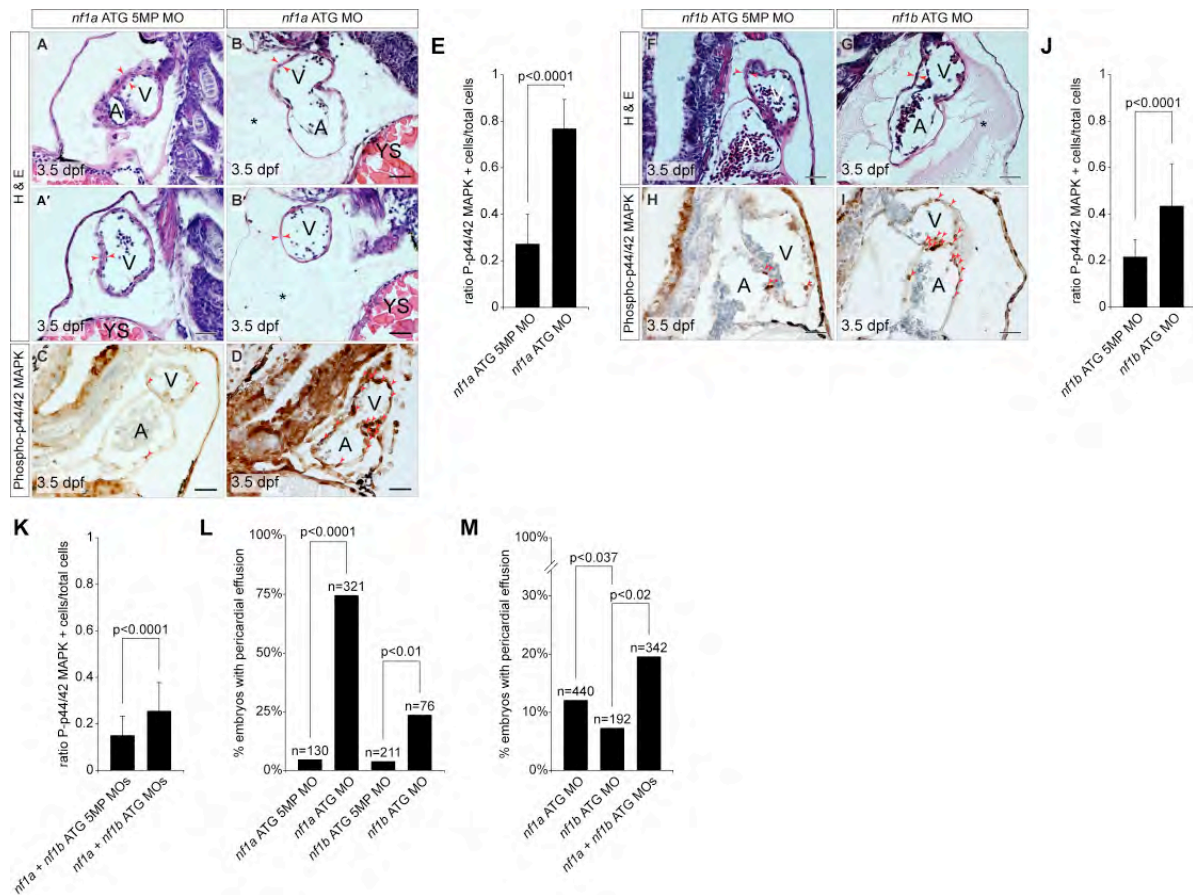 nf1a ATG 5MP MO
nf1a ATG MO
H & E
A
V
A
3.5 dpf
B
V
A
*
YS
3.5 dpf
A'
V
YS
3.5 dpf
B'
V
*
YS
3.5 dpf
Phospho-p44/42 MAPK
C
V
A
3.5 dpf
D
V
A
3.5 dpf
E
ratio P-p44/42 MAPK + cells/total cells
1
0.8
0.6
0.4
0.2
0
p<0.0001
nf1a ATG 5MP MO
nf1a ATG MO
nf1b ATG 5MP MO
nf1b ATG MO
H & E
F
V
A
3.5 dpf
G
V
A
*
3.5 dpf
Phospho-p44/42 MAPK
H
V
A
3.5 dpf
I
V
A
3.5 dpf
J
ratio P-p44/42 MAPK + cells/total cells
1
0.8
0.6
0.4
0.2
0
p<0.0001
nf1b ATG 5MP MO
nf1b ATG MO
K
ratio P-p44/42 MAPK + cells/total cells
1
0.8
0.6
0.4
0.2
0
p<0.0001
nf1a + nf1b ATG 5MP MOs
nf1a + nf1b ATG MOs
L
% embryos with pericardial effusion
100%
75%
50%
25%
0%
p<0.0001
n=321
p<0.01
n=76
n=130
n=211
nf1a ATG 5MP MO
nf1a ATG MO
nf1b ATG 5MP MO
nf1b ATG MO
M
% embryos with pericardial effusion
100%
30%
20%
10%
0%
p<0.037
p<0.02
n=342
n=440
n=192
nf1a ATG MO
nf1b ATG MO
nf1a + nf1b ATG MOs